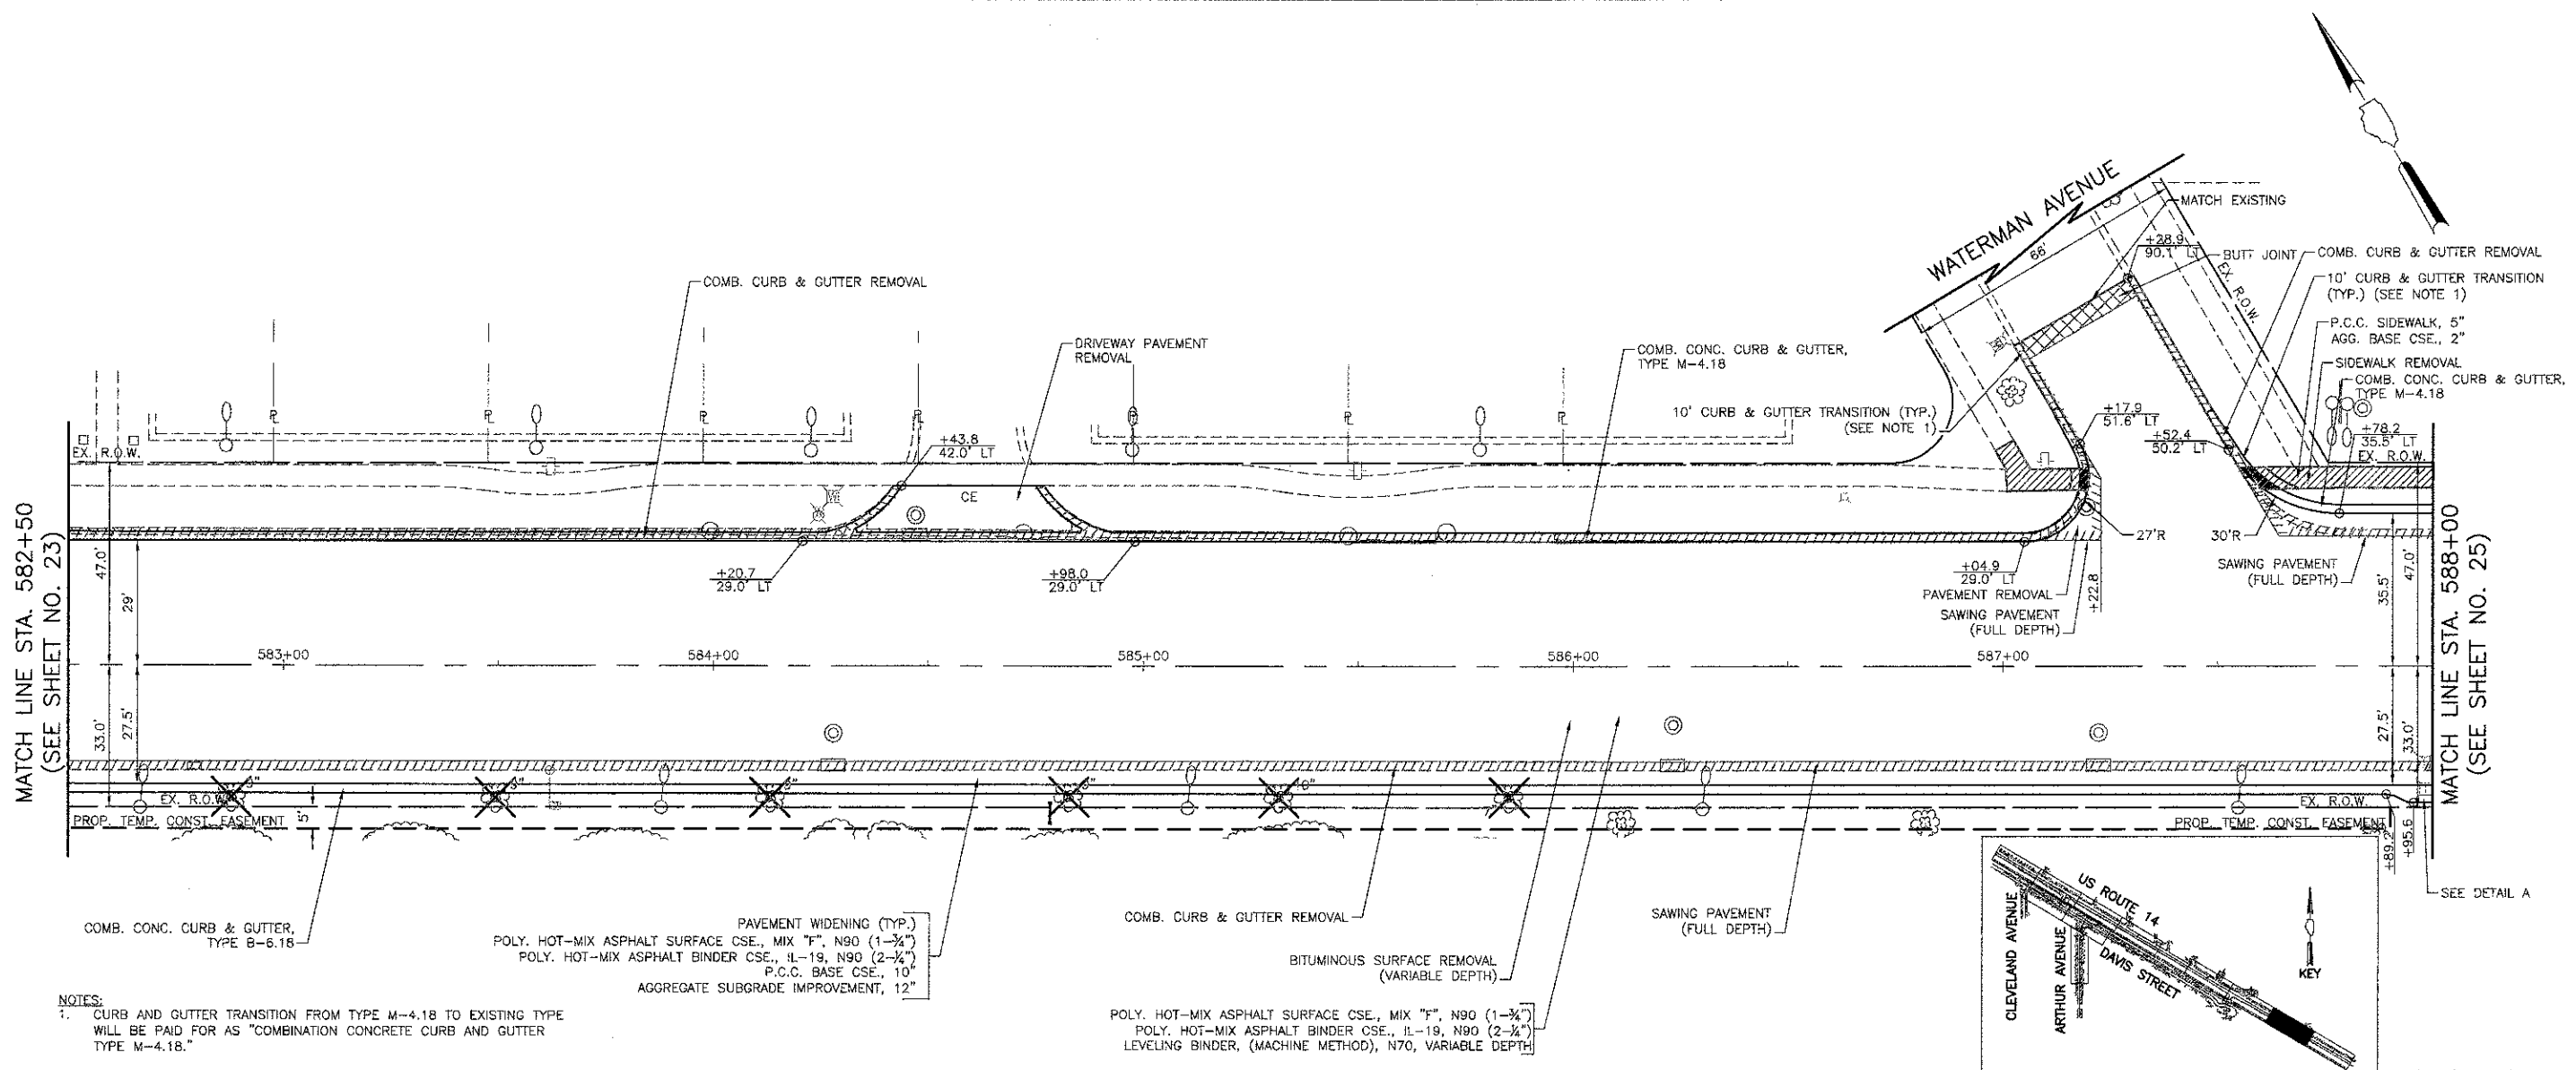 WATERMAN AVENUE
66'
MATCH EXISTING
+28.9
90.1' LT
BUTT JOINT
EX. R.O.W.
COMB. CURB & GUTTER REMOVAL
10' CURB & GUTTER TRANSITION
(TYP.) (SEE NOTE 1)
P.C.C. SIDEWALK, 5"
AGG. BASE CSE., 2"
SIDEWALK REMOVAL
COMB. CONC. CURB & GUTTER,
TYPE M-4.18
+78.2
35.5' LT
EX. R.O.W.
COMB. CURB & GUTTER REMOVAL
DRIVEWAY PAVEMENT
REMOVAL
COMB. CONC. CURB & GUTTER,
TYPE M-4.18
10' CURB & GUTTER TRANSITION (TYP.)
(SEE NOTE 1)
+17.9
51.6' LT
+52.4
50.2' LT
+43.8
42.0' LT
EX. R.O.W.
CE
MATCH LINE STA. 582+50
(SEE SHEET NO. 23)
47.0'
29'
+20.7
29.0' LT
+98.0
29.0' LT
+04.9
29.0' LT
PAVEMENT REMOVAL
SAWING PAVEMENT
(FULL DEPTH)
+22.8
27'R
30'R
SAWING PAVEMENT
(FULL DEPTH)
35.5'
47.0'
MATCH LINE STA. 588+00
(SEE SHEET NO. 25)
583+00
584+00
585+00
586+00
587+00
33.0'
27.5'
27.5'
33.0'
EX. R.O.W.
5'
PROP. TEMP. CONST. EASEMENT
EX. R.O.W.
PROP. TEMP. CONST. EASEMENT
+89.2
+95.6
SEE DETAIL A
COMB. CONC. CURB & GUTTER,
TYPE B-6.18
PAVEMENT WIDENING (TYP.)
POLY. HOT-MIX ASPHALT SURFACE CSE., MIX "F", N90 (1-¾")
POLY. HOT-MIX ASPHALT BINDER CSE., IL-19, N90 (2-¼")
P.C.C. BASE CSE., 10"
AGGREGATE SUBGRADE IMPROVEMENT, 12"
COMB. CURB & GUTTER REMOVAL
BITUMINOUS SURFACE REMOVAL
(VARIABLE DEPTH)
SAWING PAVEMENT
(FULL DEPTH)
POLY. HOT-MIX ASPHALT SURFACE CSE., MIX "F", N90 (1-¾")
POLY. HOT-MIX ASPHALT BINDER CSE., IL-19, N90 (2-¼")
LEVELING BINDER, (MACHINE METHOD), N70, VARIABLE DEPTH
NOTES:
1. CURB AND GUTTER TRANSITION FROM TYPE M-4.18 TO EXISTING TYPE
WILL BE PAID FOR AS "COMBINATION CONCRETE CURB AND GUTTER
TYPE M-4.18."
CLEVELAND AVENUE
ARTHUR AVENUE
US ROUTE 14
DAVIS STREET
KEY